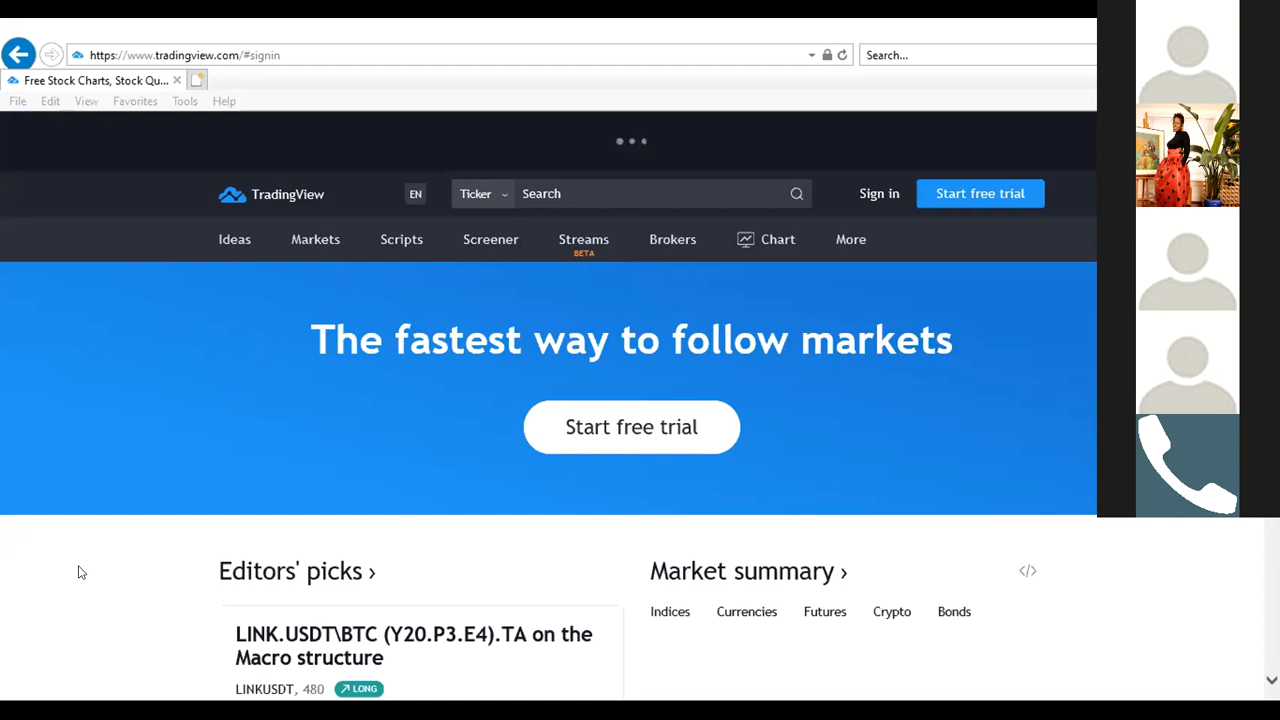 https://www.tradingview.com/#signin
Search...
Free Stock Charts, Stock Qu...
File Edit View Favorites Tools Help
TradingView
EN
Ticker
Search
Sign in
Start free trial
Ideas Markets Scripts Screener Streams Brokers Chart More
BETA
The fastest way to follow markets
Start free trial
Editors' picks ›
Market summary ›
</>
Indices Currencies Futures Crypto Bonds
LINK.USDT\BTC (Y20.P3.E4).TA on the
Macro structure
LINKUSDT, 480 LONG